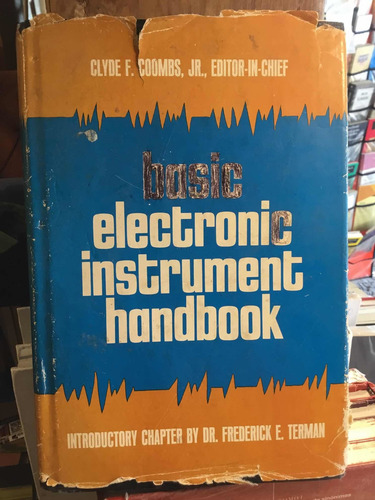 CLYDE F. COOMBS, JR., EDITOR-IN-CHIEF
basic
electronic
instrument
handbook
INTRODUCTORY CHAPTER BY DR. FREDERICK E. TERMAN